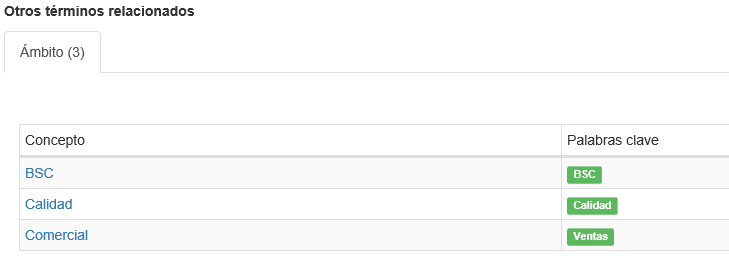 Otros términos relacionados
Ámbito (3)
Concepto Palabras clave
BSC BSC
Calidad Calidad
Comercial Ventas